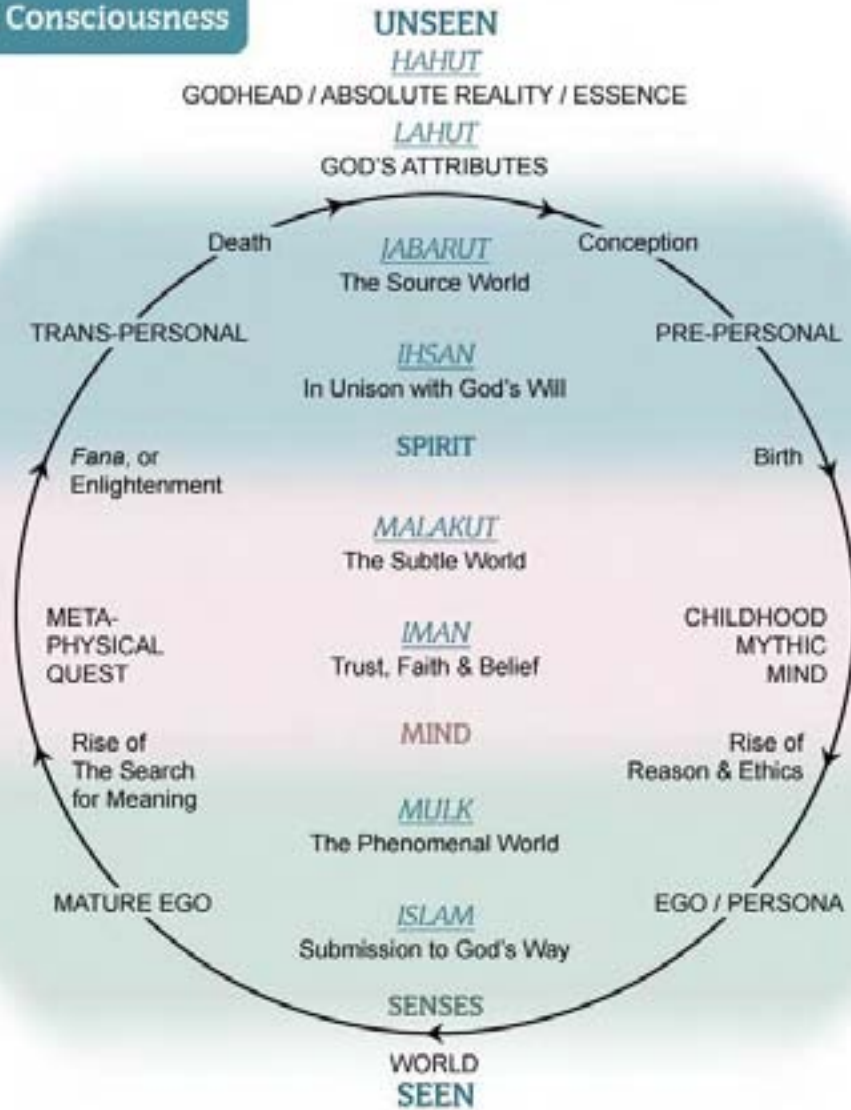 Consciousness
UNSEEN
HAHUT
GODHEAD / ABSOLUTE REALITY / ESSENCE
LAHUT
GOD'S ATTRIBUTES
Death
JABARUT
Conception
The Source World
TRANS-PERSONAL
PRE-PERSONAL
IHSAN
In Unison with God's Will
Fana, or
Enlightenment
SPIRIT
Birth
MALAKUT
The Subtle World
META-
PHYSICAL
QUEST
IMAN
Trust, Faith & Belief
CHILDHOOD
MYTHIC
MIND
MIND
Rise of
The Search
for Meaning
Rise of
Reason & Ethics
MULK
The Phenomenal World
MATURE EGO
EGO / PERSONA
ISLAM
Submission to God's Way
SENSES
WORLD
SEEN